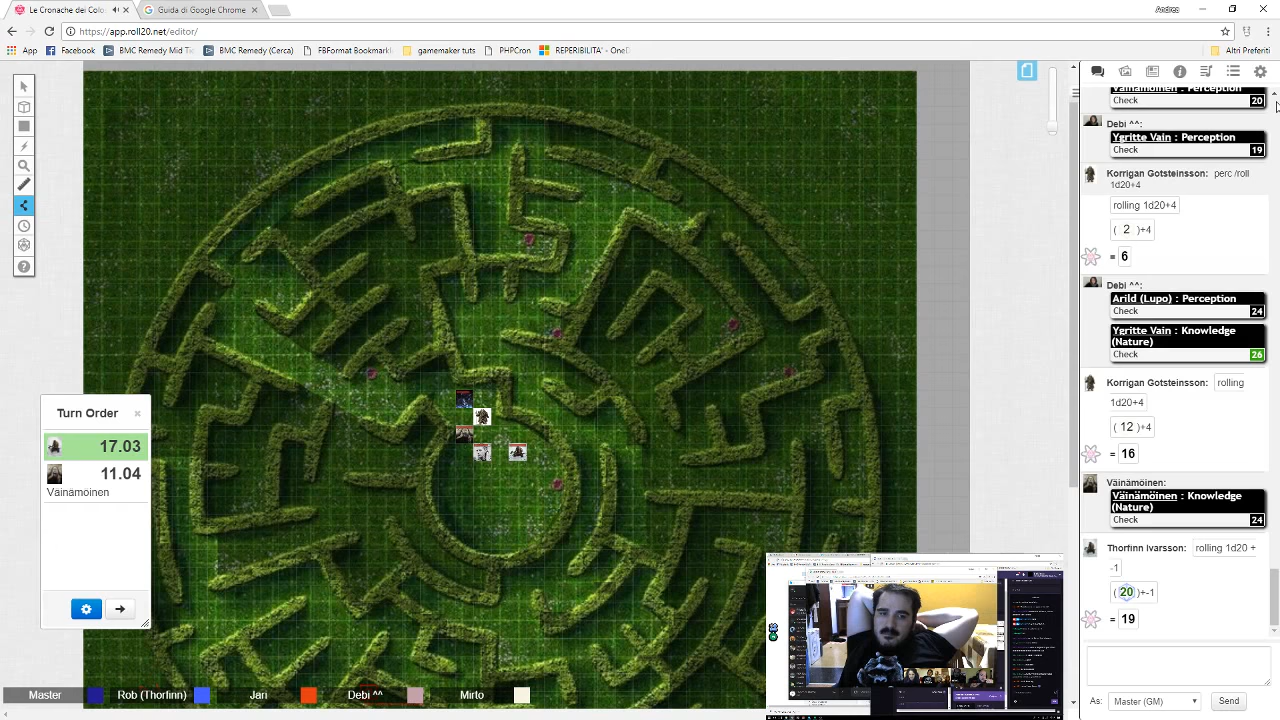 Le Cronache dei Colo
Guida di Google Chrome
Andrea
https://app.roll20.net/editor/
App
Facebook
BMC Remedy Mid Tic
BMC Remedy (Cerca)
FBFormat Bookmarkl
gamemaker tuts
PHPCron
REPERIBILITA' - OneD
Altri Preferiti
Väinämöinen : Perception
Check 20
Debi ^^:
Ygritte Vain : Perception
Check 19
Korrigan Gotsteinsson: perc /roll
1d20+4
rolling 1d20+4
( 2 )+4
= 6
Debi ^^:
Arild (Lupo) : Perception
Check 24
Ygritte Vain : Knowledge
(Nature)
Check 26
Korrigan Gotsteinsson: rolling
1d20+4
( 12 )+4
= 16
Väinämöinen:
Väinämöinen : Knowledge
(Nature)
Check 24
Thorfinn Ivarsson: rolling 1d20 +
-1
( 20 )+-1
= 19
As: Master (GM)
Send
Turn Order
17.03
11.04
Väinämoinen
Master
Rob (Thorfinn)
Jari
Debi ^^
Mirto